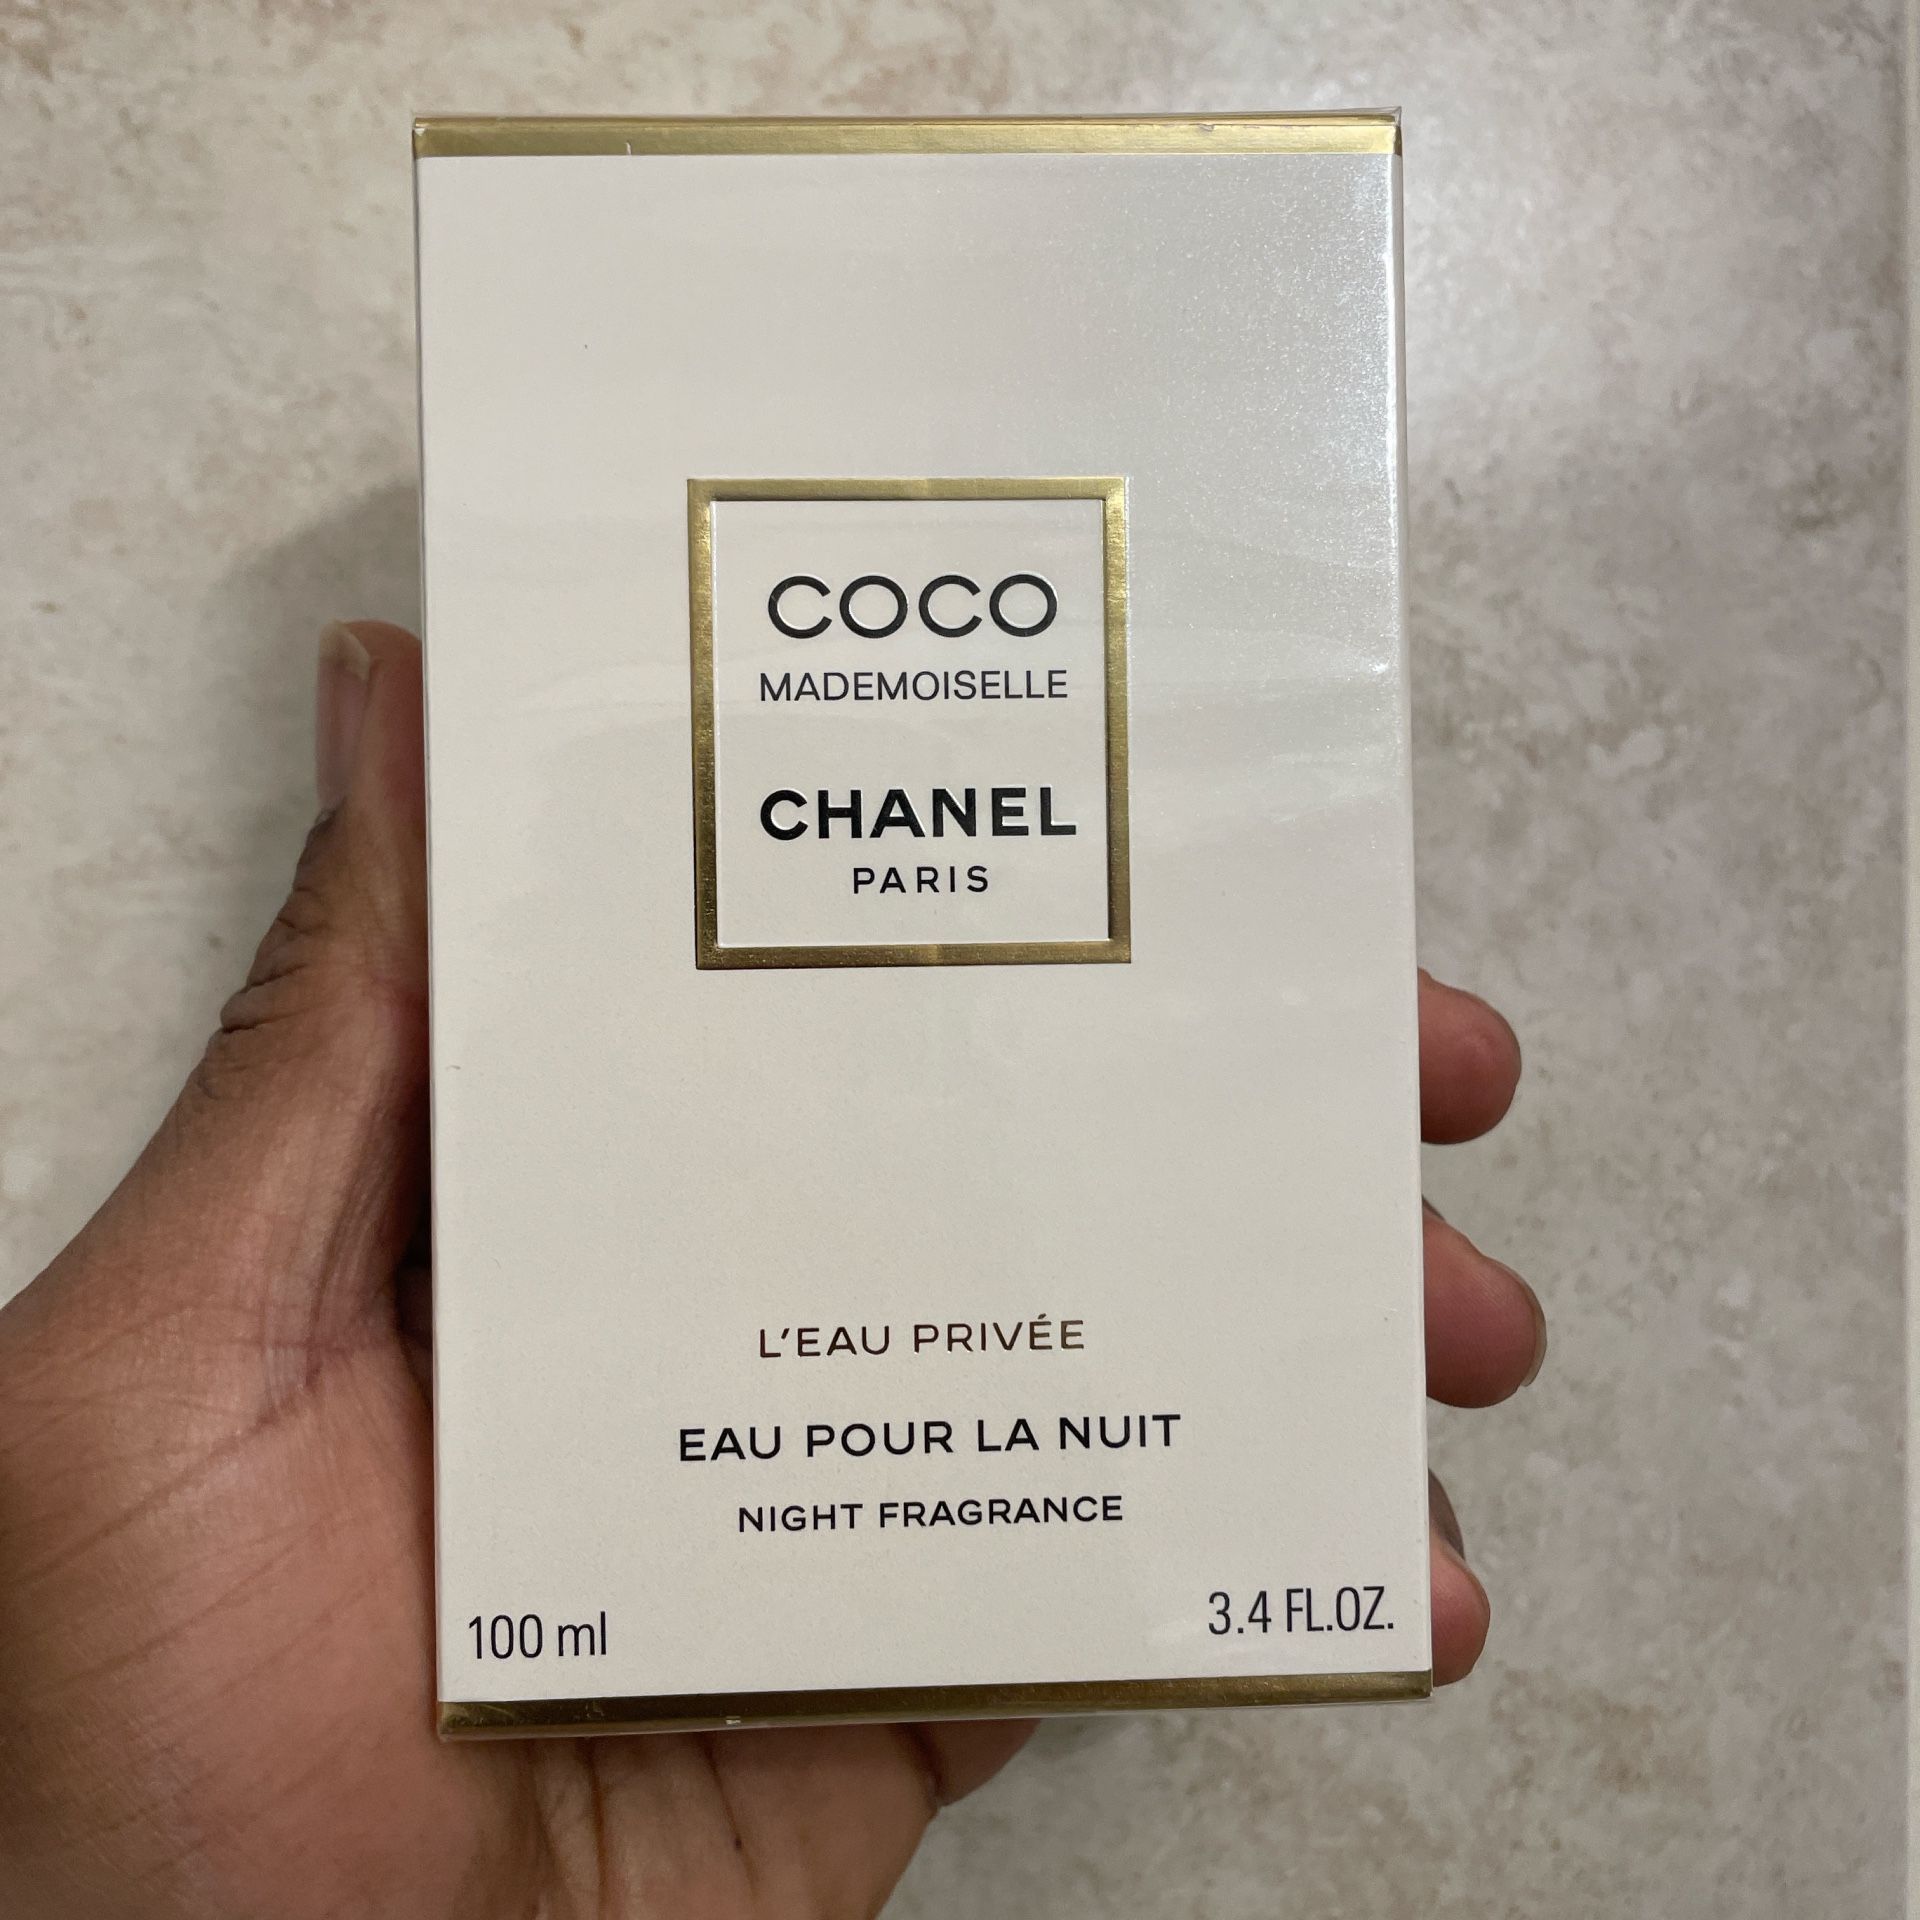 COCO
MADEMOISELLE
CHANEL
PARIS
L'EAU PRIVÉE
EAU POUR LA NUIT
NIGHT FRAGRANCE
100 ml 3.4 FL.OZ.